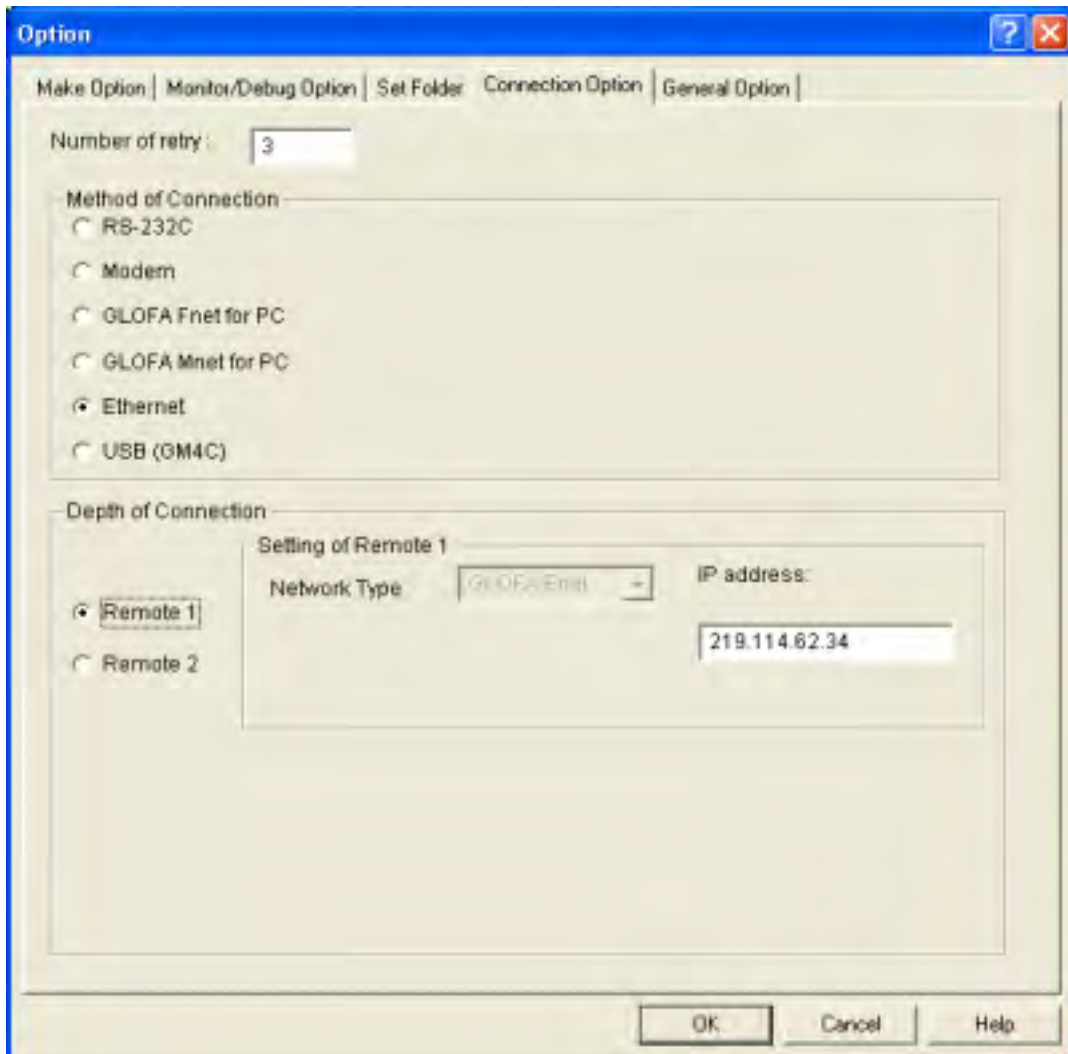 Option
Make Option Monitor/Debug Option Set Folder Connection Option General Option
Number of retry : 3
Method of Connection
RS-232C
Modem
GLOFA Fnet for PC
GLOFA Mnet for PC
Ethernet
USB (GM4C)
Depth of Connection
Setting of Remote 1
Network Type GLOFA Enet IP address:
Remote 1
219.114.62.34
Remote 2
OK Cancel Help